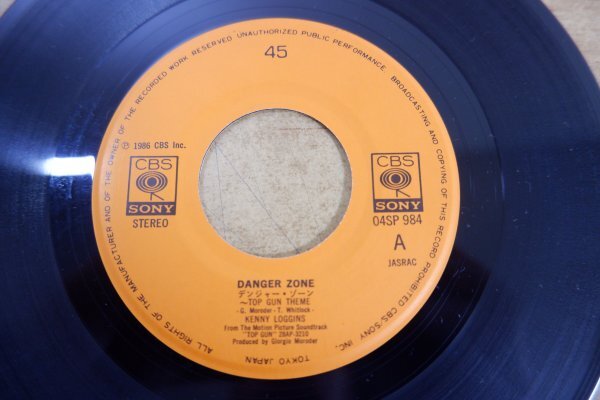 ALL RIGHTS OF THE MANUFACTURER AND OF THE OWNER OF THE RECORDED WORK RESERVED UNAUTHORIZED PUBLIC PERFORMANCE BROADCASTING AND COPYING OF THIS RECORD PROHIBITED CBS/SONY INC.
45
℗ 1986 CBS Inc.
CBS
SONY
STEREO
CBS
SONY
04SP 984
A
JASRAC
DANGER ZONE
デンジャー・ゾーン
~TOP GUN THEME
- G. Moroder - T. Whitlock -
KENNY LOGGINS
From The Motion Picture Soundtrack
"TOP GUN" 28AP-3210
Produced by Giorgio Moroder
TOKYO JAPAN